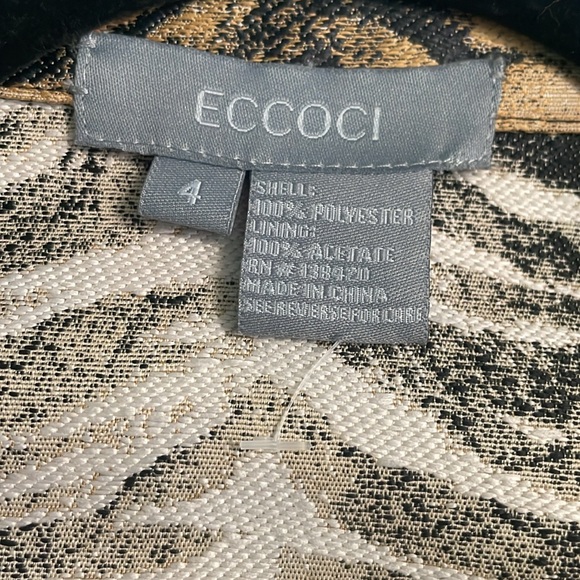 ECCOCI
4
SHELL:
100% POLYESTER
LINING:
100% ACETATE
RN # 138420
MADE IN CHINA
SEE REVERSE FOR CARE